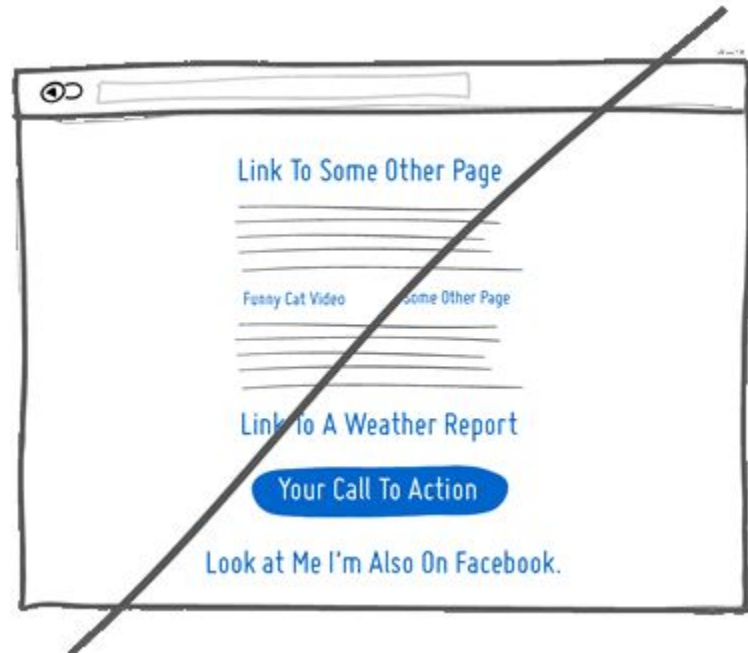 Link To Some Other Page
Funny Cat Video Some Other Page
Link To A Weather Report
Your Call To Action
Look at Me I'm Also On Facebook.